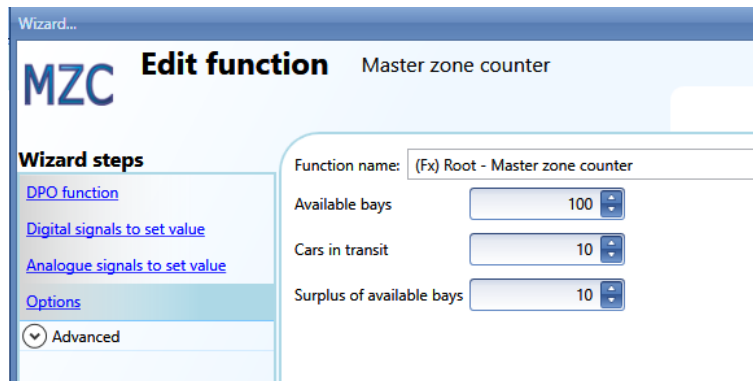 Wizard...
MZC
Edit function Master zone counter
Wizard steps
DPO function
Digital signals to set value
Analogue signals to set value
Options
Advanced
Function name: (Fx) Root - Master zone counter
Available bays 100
Cars in transit 10
Surplus of available bays 10